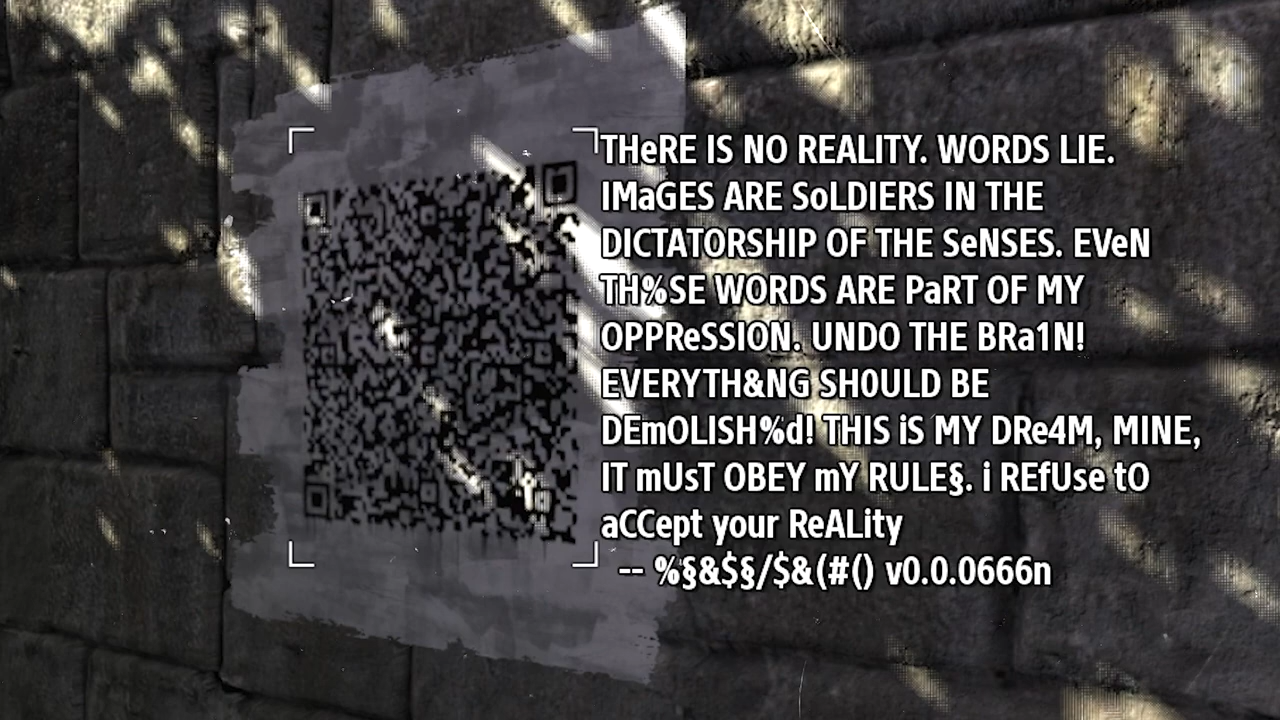 THeRE IS NO REALITY. WORDS LIE.
IMaGES ARE SoLDIERS IN THE
DICTATORSHIP OF THE SeNSES. EVeN
TH%SE WORDS ARE PaRT OF MY
OPPReSSION. UNDO THE BRa1N!
EVERYTH&NG SH0ULD BE
DEmOLISH%d! THIS iS MY DRe4M, MINE,
IT mUsT OBEY mY RULE§. i REfUse tO
aCCept your ReALity
-- %§&$§/$&(#() v0.0.0666n